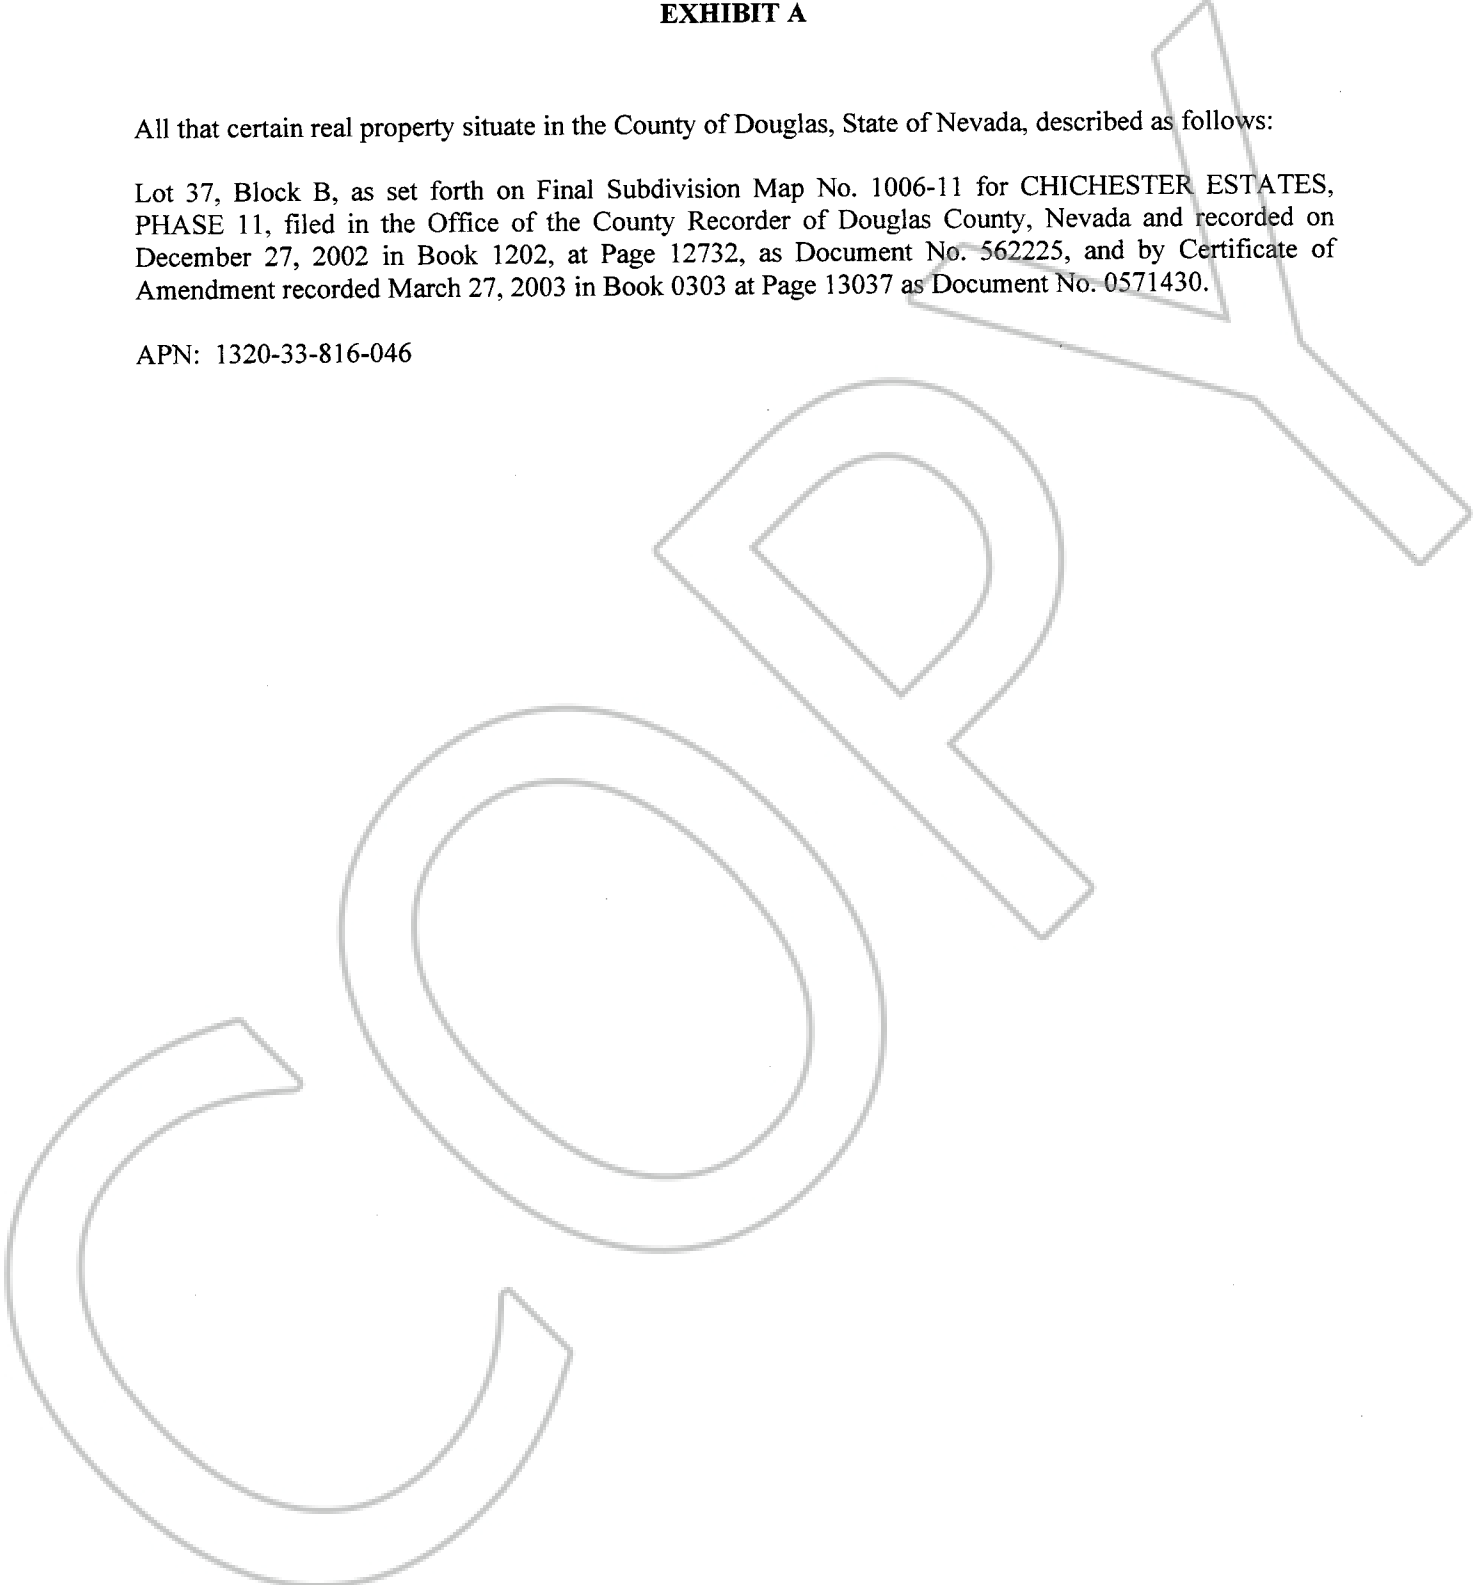 EXHIBIT A
All that certain real property situate in the County of Douglas, State of Nevada, described as follows:
Lot 37, Block B, as set forth on Final Subdivision Map No. 1006-11 for CHICHESTER ESTATES,
PHASE 11, filed in the Office of the County Recorder of Douglas County, Nevada and recorded on
December 27, 2002 in Book 1202, at Page 12732, as Document No. 562225, and by Certificate of
Amendment recorded March 27, 2003 in Book 0303 at Page 13037 as Document No. 0571430.
APN: 1320-33-816-046
COPY